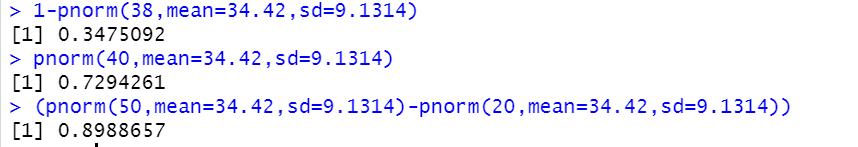 > 1-pnorm(38,mean=34.42,sd=9.1314)
[1] 0.3475092
> pnorm(40,mean=34.42,sd=9.1314)
[1] 0.7294261
> (pnorm(50,mean=34.42,sd=9.1314)-pnorm(20,mean=34.42,sd=9.1314))
[1] 0.8988657